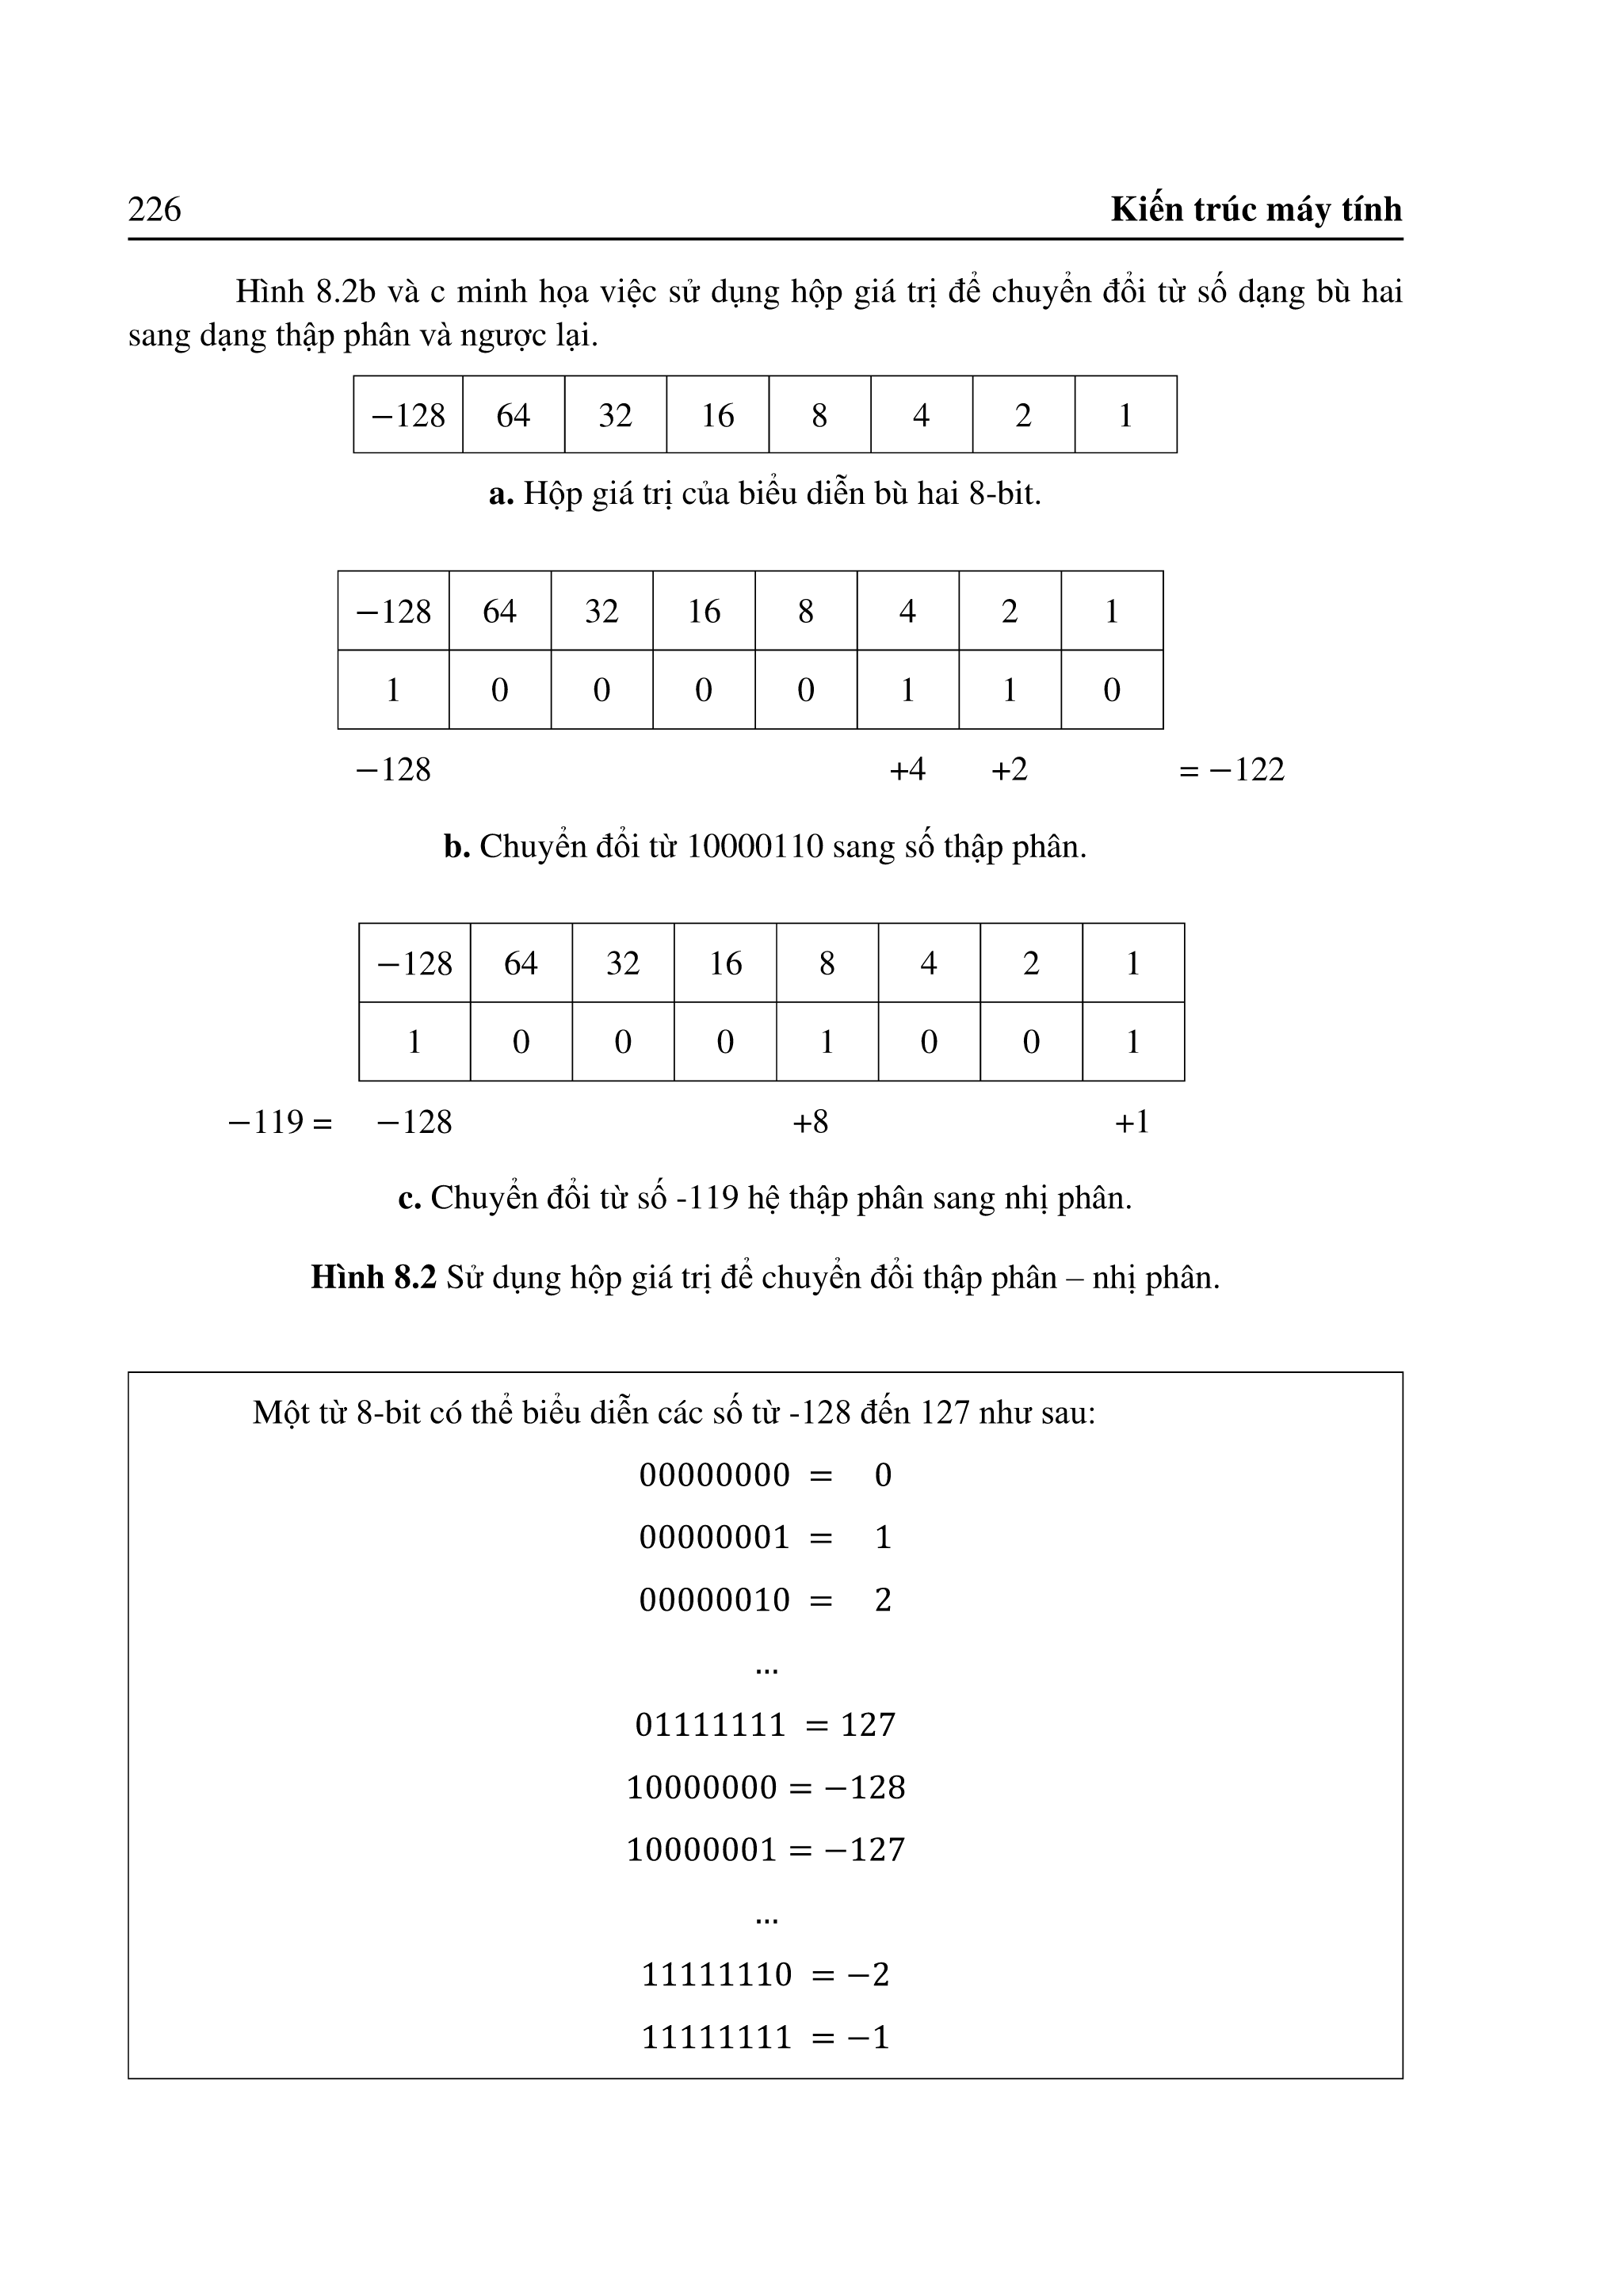 226 Kiến trúc máy tính
Hình 8.2b và c minh họa việc sử dụng hộp giá trị để chuyển đổi từ số dạng bù hai
sang dạng thập phân và ngược lại.
−128 64 32 16 8 4 2 1
a. Hộp giá trị của biểu diễn bù hai 8-bit.
−128 64 32 16 8 4 2 1
1 0 0 0 0 1 1 0
−128 +4 +2 = −122
b. Chuyển đổi từ 10000110 sang số thập phân.
−128 64 32 16 8 4 2 1
1 0 0 0 1 0 0 1
−119 = −128 +8 +1
c. Chuyển đổi từ số -119 hệ thập phân sang nhị phân.
Hình 8.2 Sử dụng hộp giá trị để chuyển đổi thập phân – nhị phân.
Một từ 8-bit có thể biểu diễn các số từ -128 đến 127 như sau:
00000000 = 0
00000001 = 1
00000010 = 2
...
01111111 = 127
10000000 = −128
10000001 = −127
...
11111110 = −2
11111111 = −1